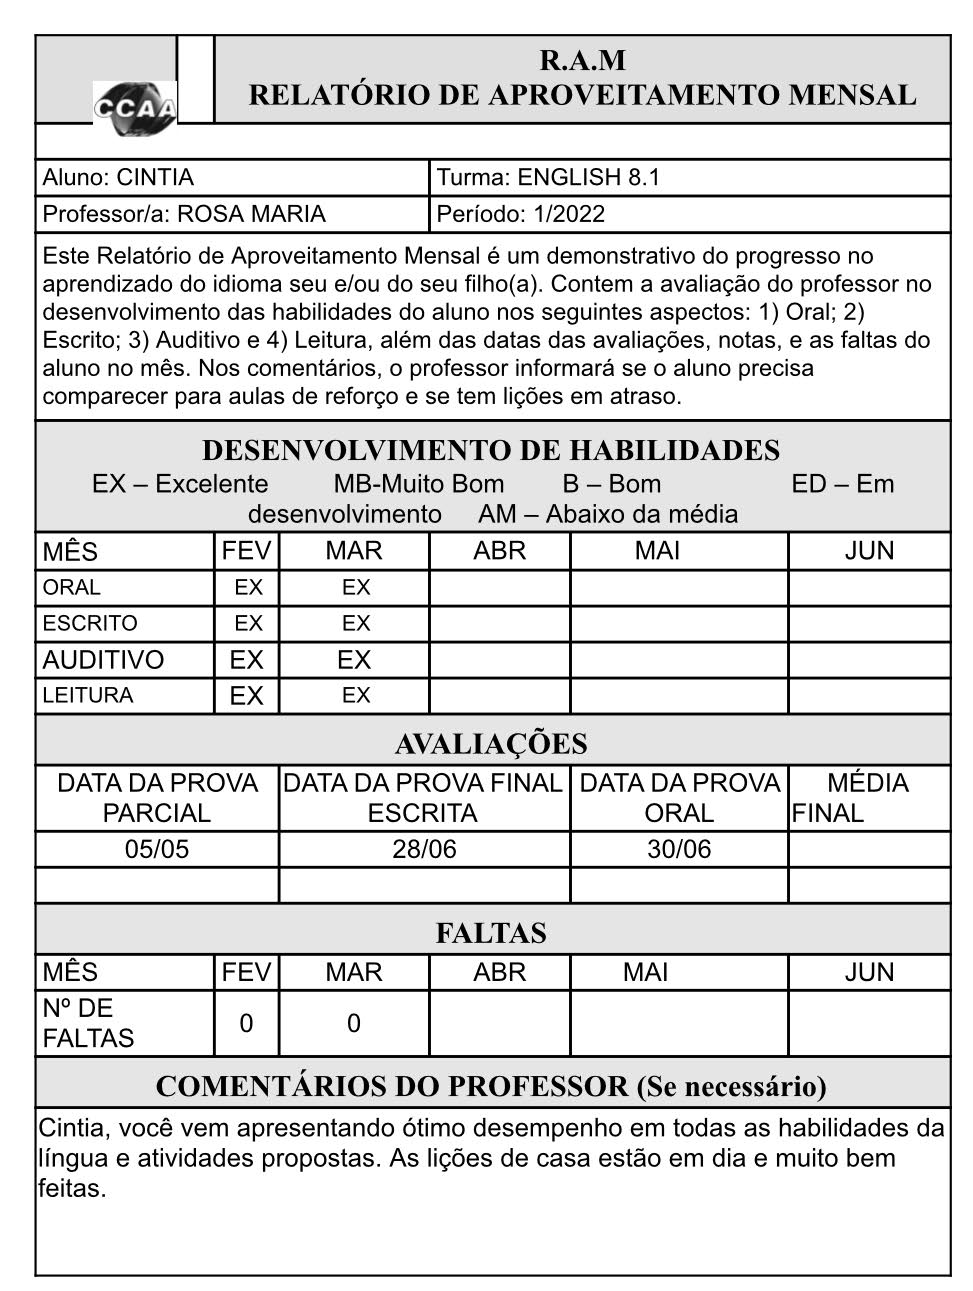 CCAA
R.A.M
RELATÓRIO DE APROVEITAMENTO MENSAL
Aluno: CINTIA
Turma: ENGLISH 8.1
Professor/a: ROSA MARIA
Período: 1/2022
Este Relatório de Aproveitamento Mensal é um demonstrativo do progresso no
aprendizado do idioma seu e/ou do seu filho(a). Contem a avaliação do professor no
desenvolvimento das habilidades do aluno nos seguintes aspectos: 1) Oral; 2)
Escrito; 3) Auditivo e 4) Leitura, além das datas das avaliações, notas, e as faltas do
aluno no mês. Nos comentários, o professor informará se o aluno precisa
comparecer para aulas de reforço e se tem lições em atraso.
DESENVOLVIMENTO DE HABILIDADES
EX – Excelente MB-Muito Bom B – Bom ED – Em
desenvolvimento AM – Abaixo da média
MÊS FEV MAR ABR MAI JUN
ORAL EX EX
ESCRITO EX EX
AUDITIVO EX EX
LEITURA EX EX
AVALIAÇÕES
DATA DA PROVA DATA DA PROVA FINAL DATA DA PROVA MÉDIA
PARCIAL ESCRITA ORAL FINAL
05/05 28/06 30/06
FALTAS
MÊS FEV MAR ABR MAI JUN
Nº DE
FALTAS 0 0
COMENTÁRIOS DO PROFESSOR (Se necessário)
Cintia, você vem apresentando ótimo desempenho em todas as habilidades da
língua e atividades propostas. As lições de casa estão em dia e muito bem
feitas.